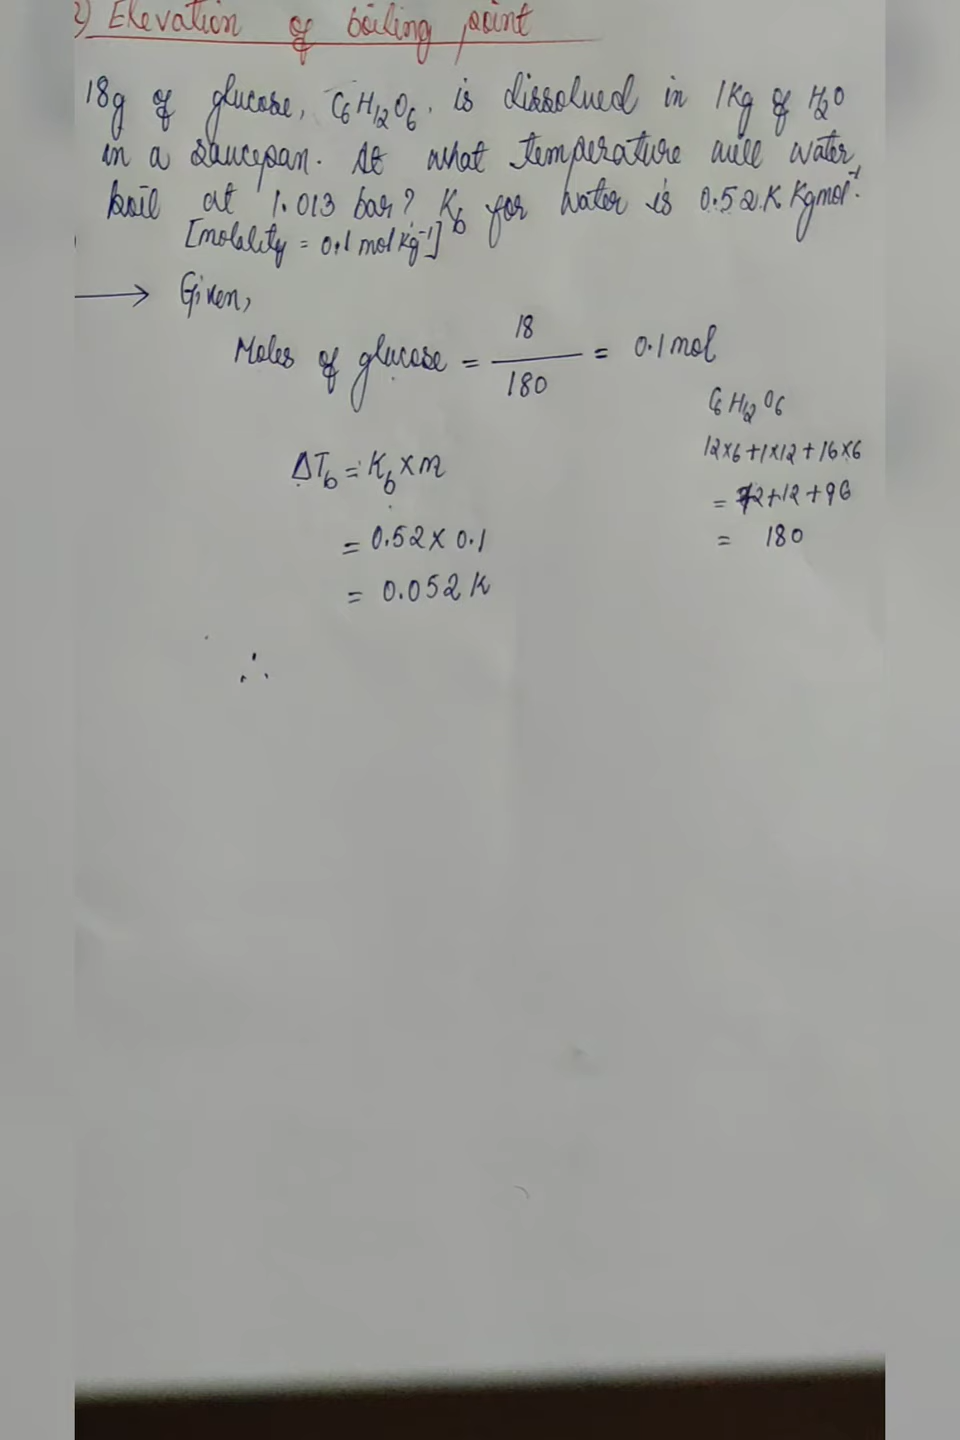 2) Elevation of boiling point
18g of glucose, C6H12O6, is dissolved in 1Kg of H2O
in a saucepan. At what temperature will water
boil at 1.013 bar? Kb for water is 0.52 K Kg mol⁻¹.
[molality = 0.1 mol kg⁻¹]
→ Given,
Moles of glucose = 18/180 = 0.1 mol
C6H12O6
12×6+1×12+16×6
= 72+12+96
= 180
ΔTb = Kb × m
= 0.52 × 0.1
= 0.052 K
∴